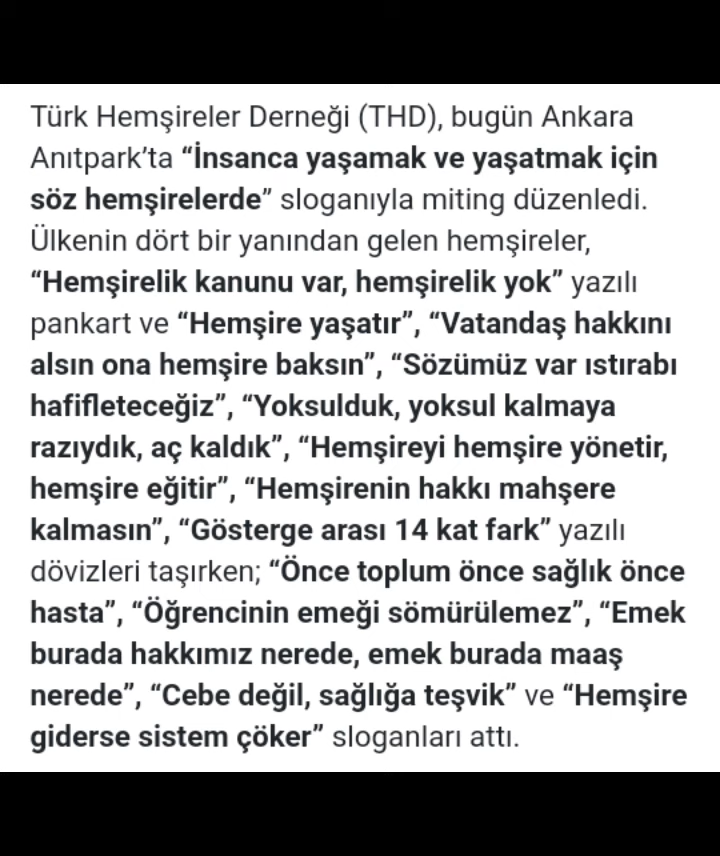 Türk Hemşireler Derneği (THD), bugün Ankara
Anıtpark’ta “İnsanca yaşamak ve yaşatmak için
söz hemşirelerde” sloganıyla miting düzenledi.
Ülkenin dört bir yanından gelen hemşireler,
“Hemşirelik kanunu var, hemşirelik yok” yazılı
pankart ve “Hemşire yaşatır”, “Vatandaş hakkını
alsın ona hemşire baksın”, “Sözümüz var ıstırabı
hafifleteceğiz”, “Yoksulduk, yoksul kalmaya
razıydık, aç kaldık”, “Hemşireyi hemşire yönetir,
hemşire eğitir”, “Hemşirenin hakkı mahşere
kalmasın”, “Gösterge arası 14 kat fark” yazılı
dövizleri taşırken; “Önce toplum önce sağlık önce
hasta”, “Öğrencinin emeği sömürülemez”, “Emek
burada hakkımız nerede, emek burada maaş
nerede”, “Cebe değil, sağlığa teşvik” ve “Hemşire
giderse sistem çöker” sloganları attı.